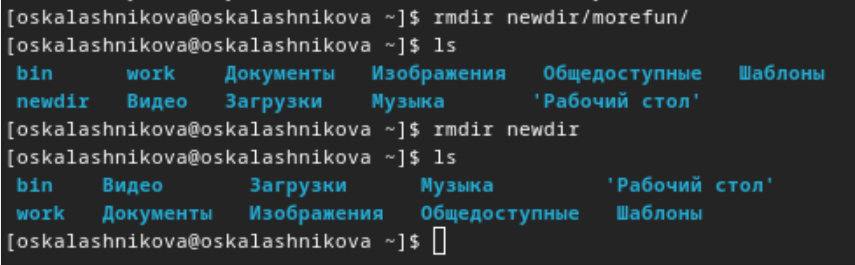 [oskalashnikova@oskalashnikova ~]$ rmdir newdir/morefun/
[oskalashnikova@oskalashnikova ~]$ ls
bin work Документы Изображения Общедоступные Шаблоны
newdir Видео Загрузки Музыка 'Рабочий стол'
[oskalashnikova@oskalashnikova ~]$ rmdir newdir
[oskalashnikova@oskalashnikova ~]$ ls
bin Видео Загрузки Музыка 'Рабочий стол'
work Документы Изображения Общедоступные Шаблоны
[oskalashnikova@oskalashnikova ~]$